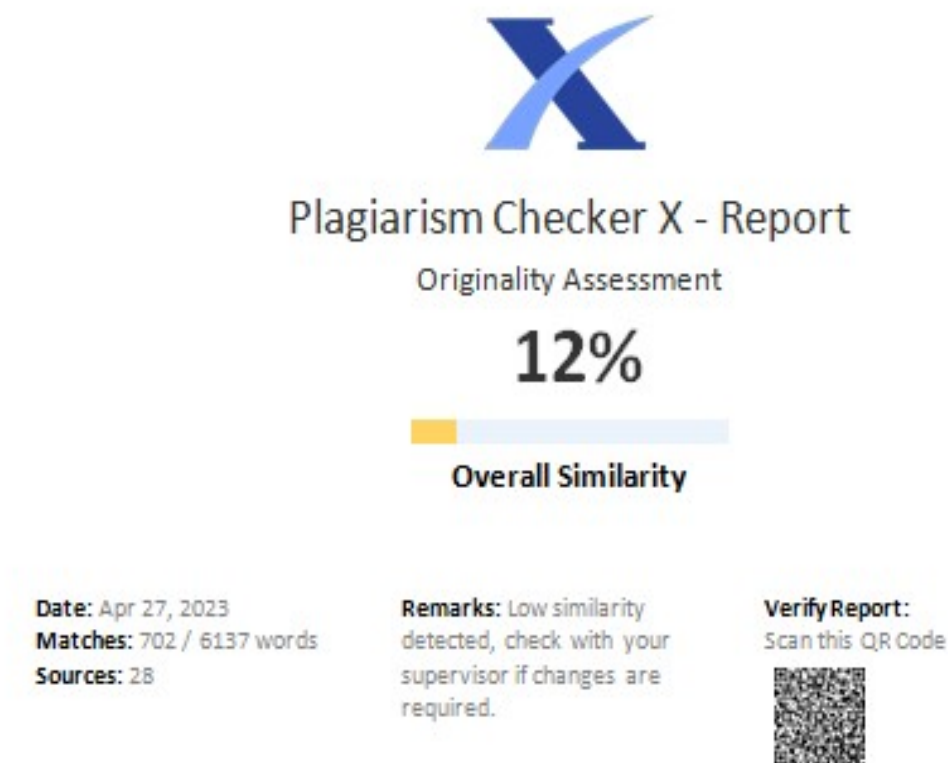 X
Plagiarism Checker X - Report
Originality Assessment
12%
Overall Similarity
Date: Apr 27, 2023
Matches: 702 / 6137 words
Sources: 28
Remarks: Low similarity
detected, check with your
supervisor if changes are
required.
Verify Report:
Scan this QR Code